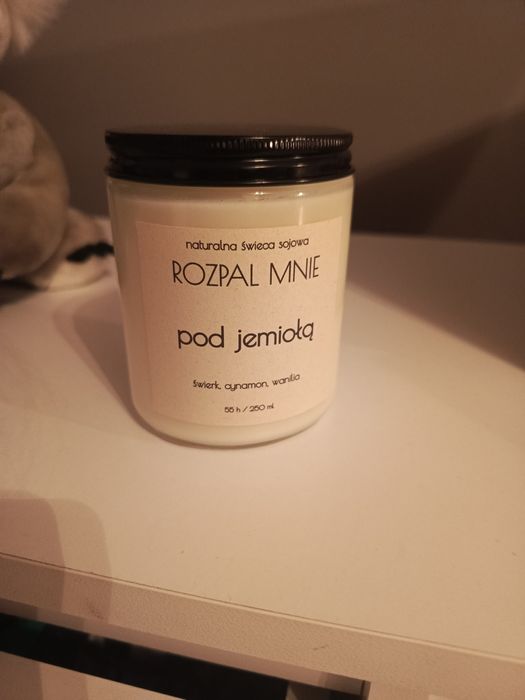 naturalna świeca sojowa
ROZPAL MNIE
pod jemiołą
świerk, cynamon, wanilia
55 h / 250 ml